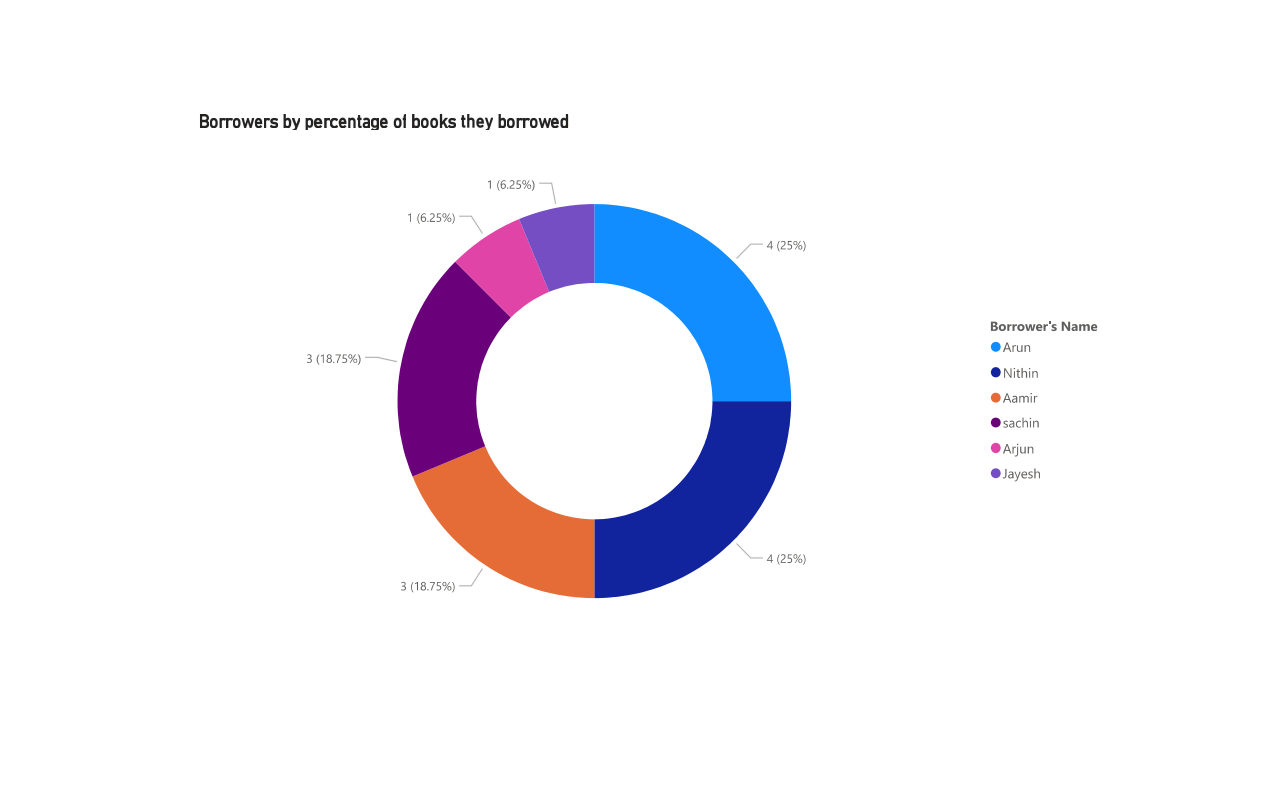 Borrowers by percentage of books they borrowed
1 (6.25%)
1 (6.25%)
4 (25%)
3 (18.75%)
4 (25%)
3 (18.75%)
Borrower's Name
Arun
Nithin
Aamir
sachin
Arjun
Jayesh